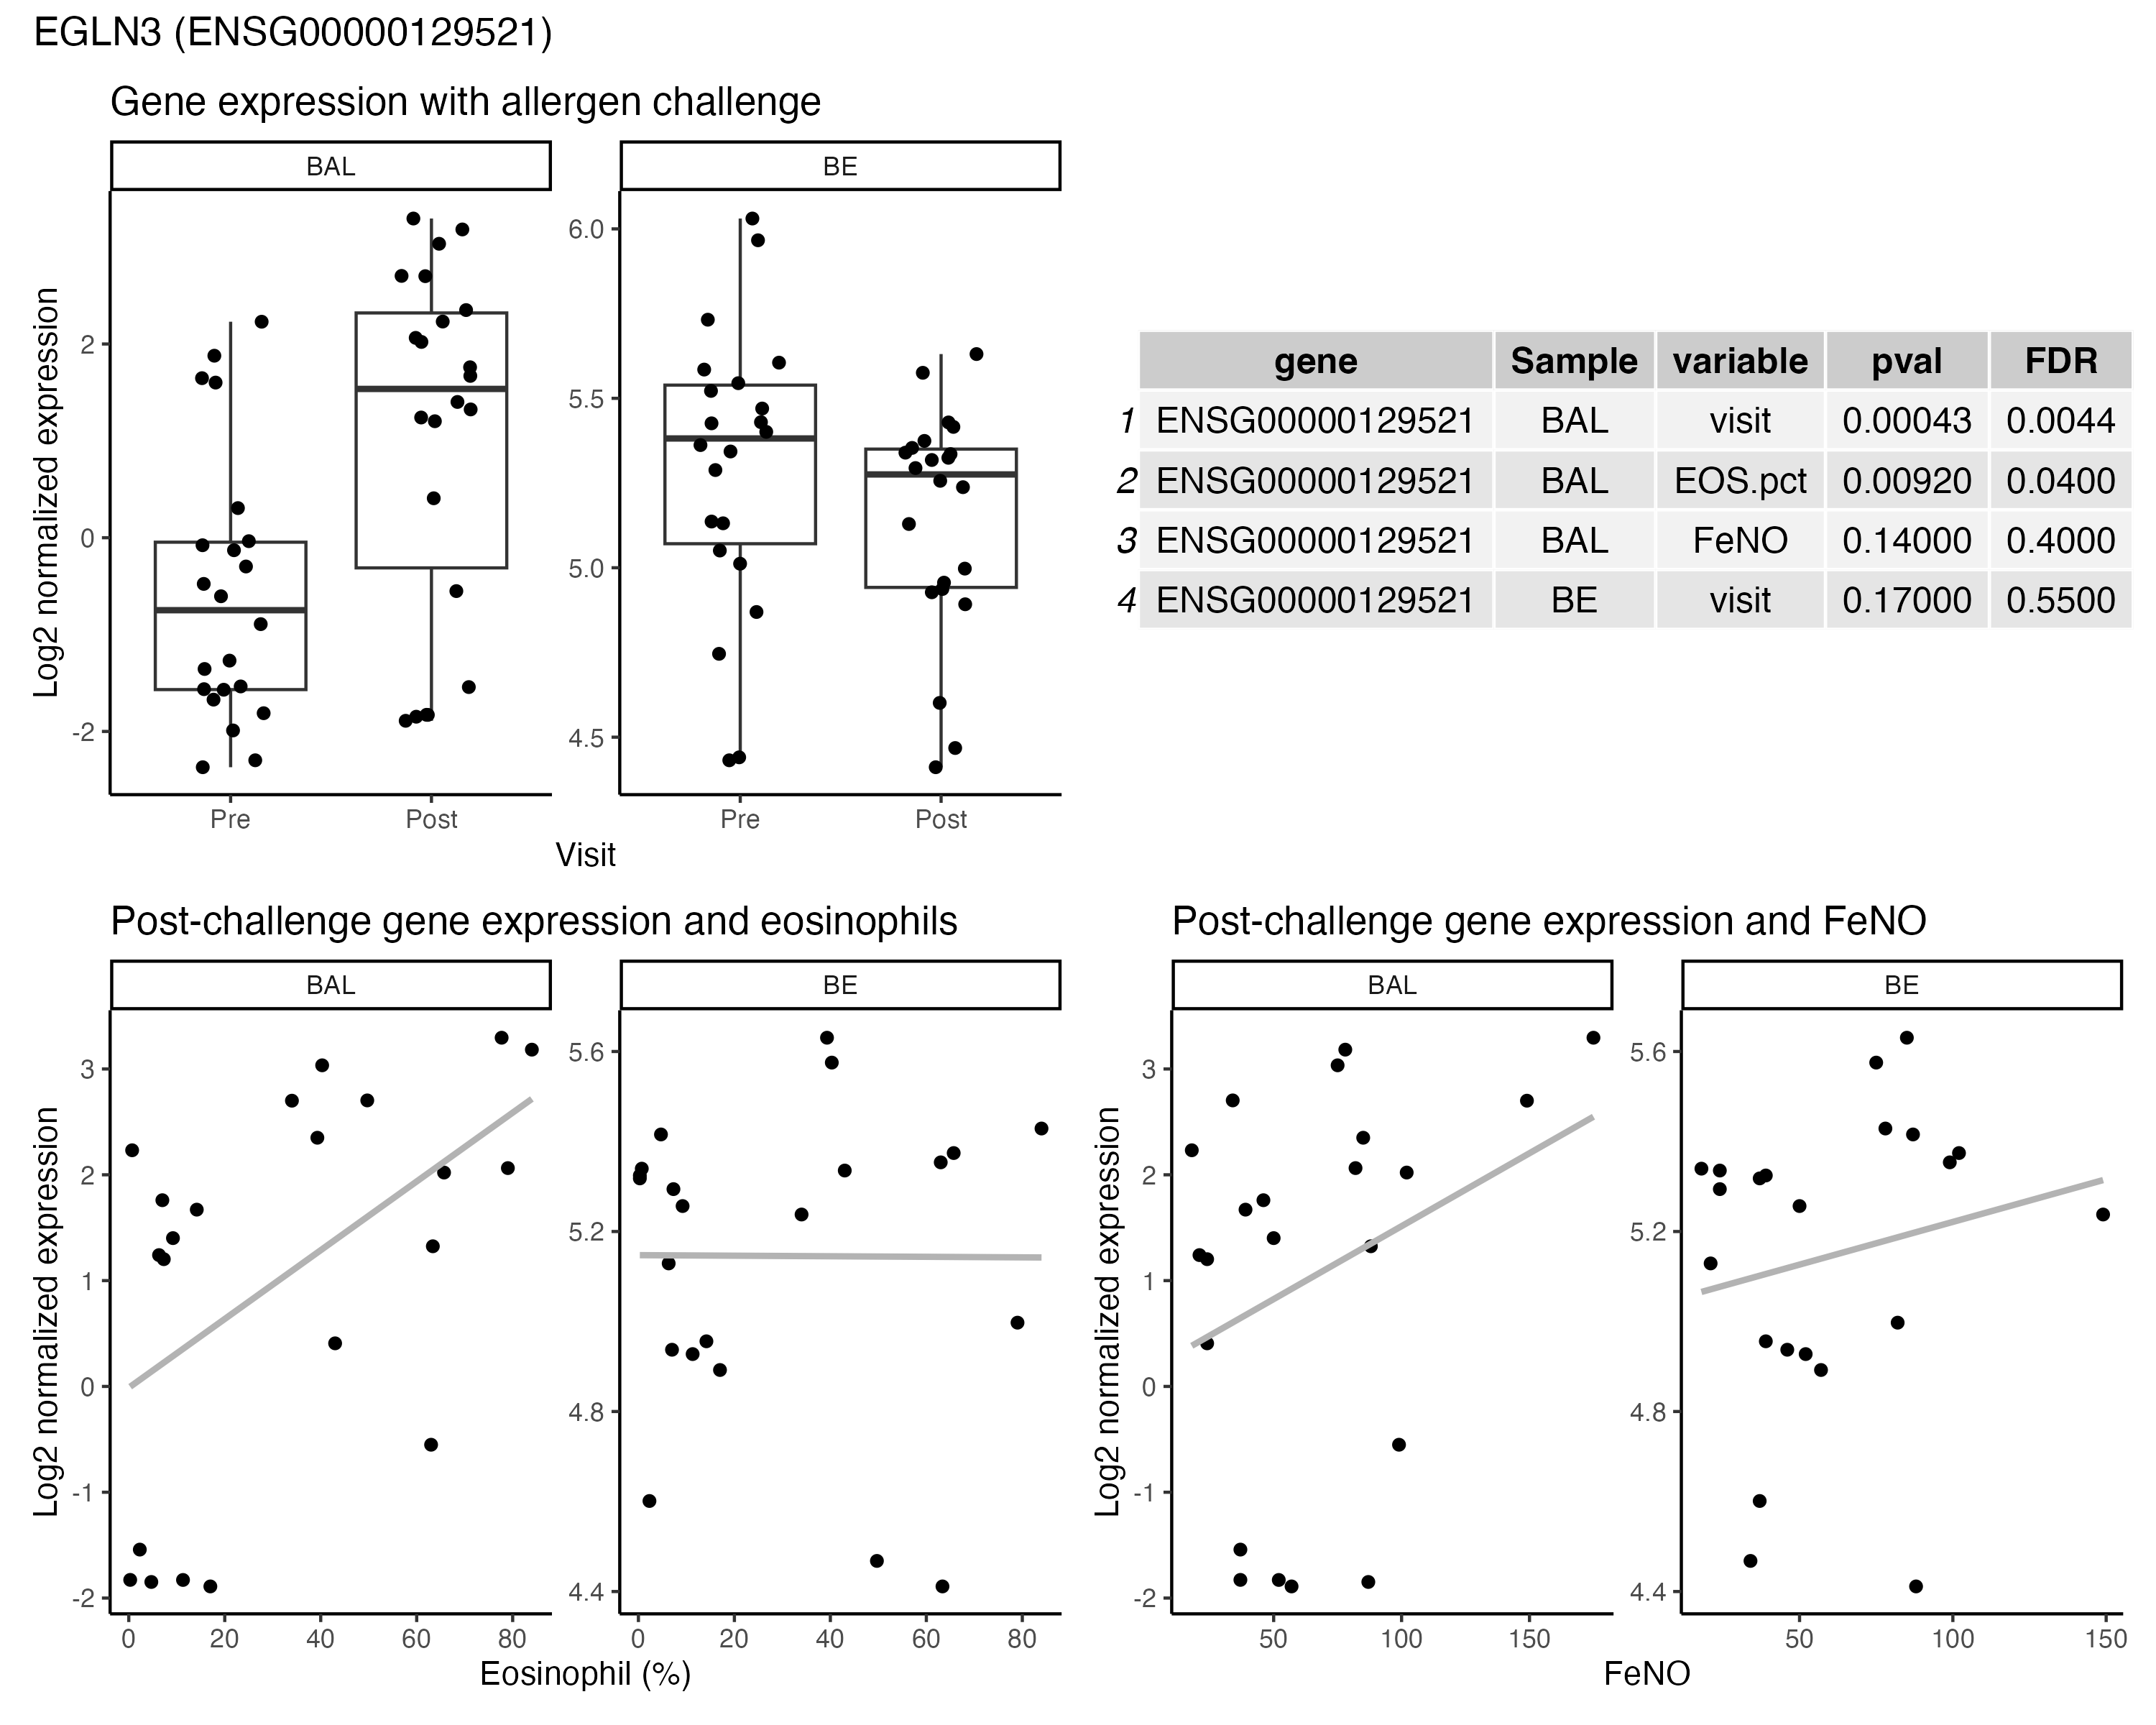 EGLN3 (ENSG00000129521)
Gene expression with allergen challenge
BAL BE
Log2 normalized expression
2
0
-2
6.0
5.5
5.0
4.5
Pre Post Pre Post
Visit
gene Sample variable pval FDR
1 ENSG00000129521 BAL visit 0.00043 0.0044
2 ENSG00000129521 BAL EOS.pct 0.00920 0.0400
3 ENSG00000129521 BAL FeNO 0.14000 0.4000
4 ENSG00000129521 BE visit 0.17000 0.5500
Post-challenge gene expression and eosinophils
BAL BE
Log2 normalized expression
3
2
1
0
-1
-2
5.6
5.2
4.8
4.4
0 20 40 60 80 0 20 40 60 80
Eosinophil (%)
Post-challenge gene expression and FeNO
BAL BE
Log2 normalized expression
3
2
1
0
-1
-2
5.6
5.2
4.8
4.4
50 100 150 50 100 150
FeNO